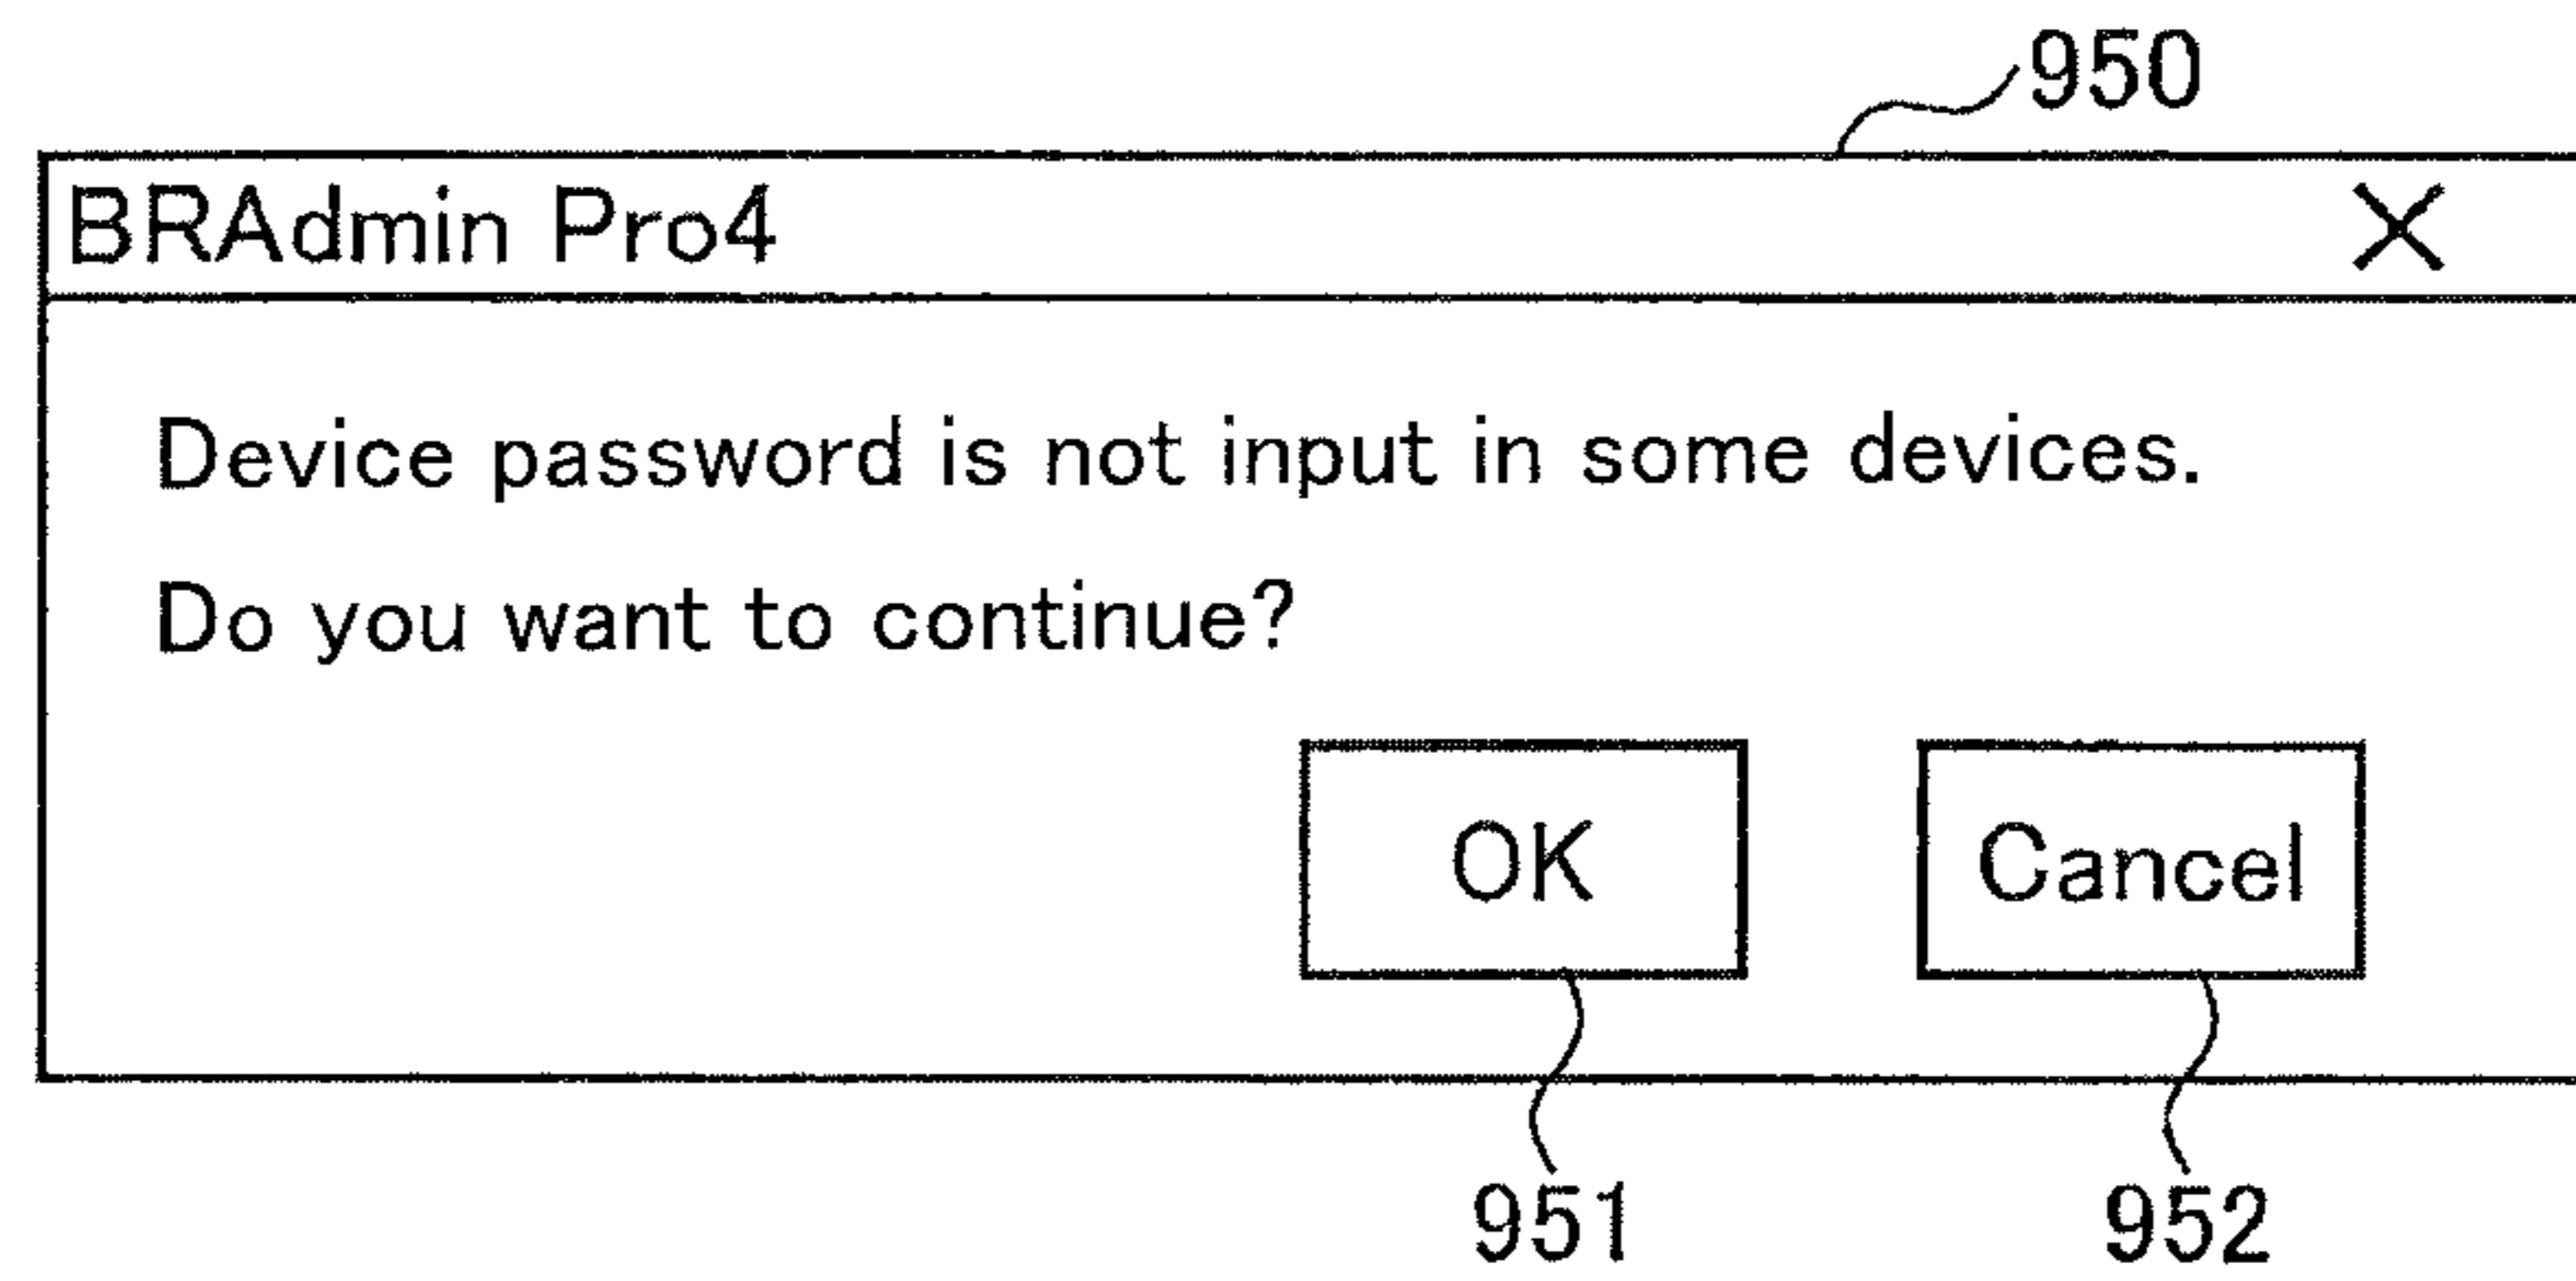 950
BRAdmin Pro4 ×
Device password is not input in some devices.
Do you want to continue?
OK Cancel
951 952